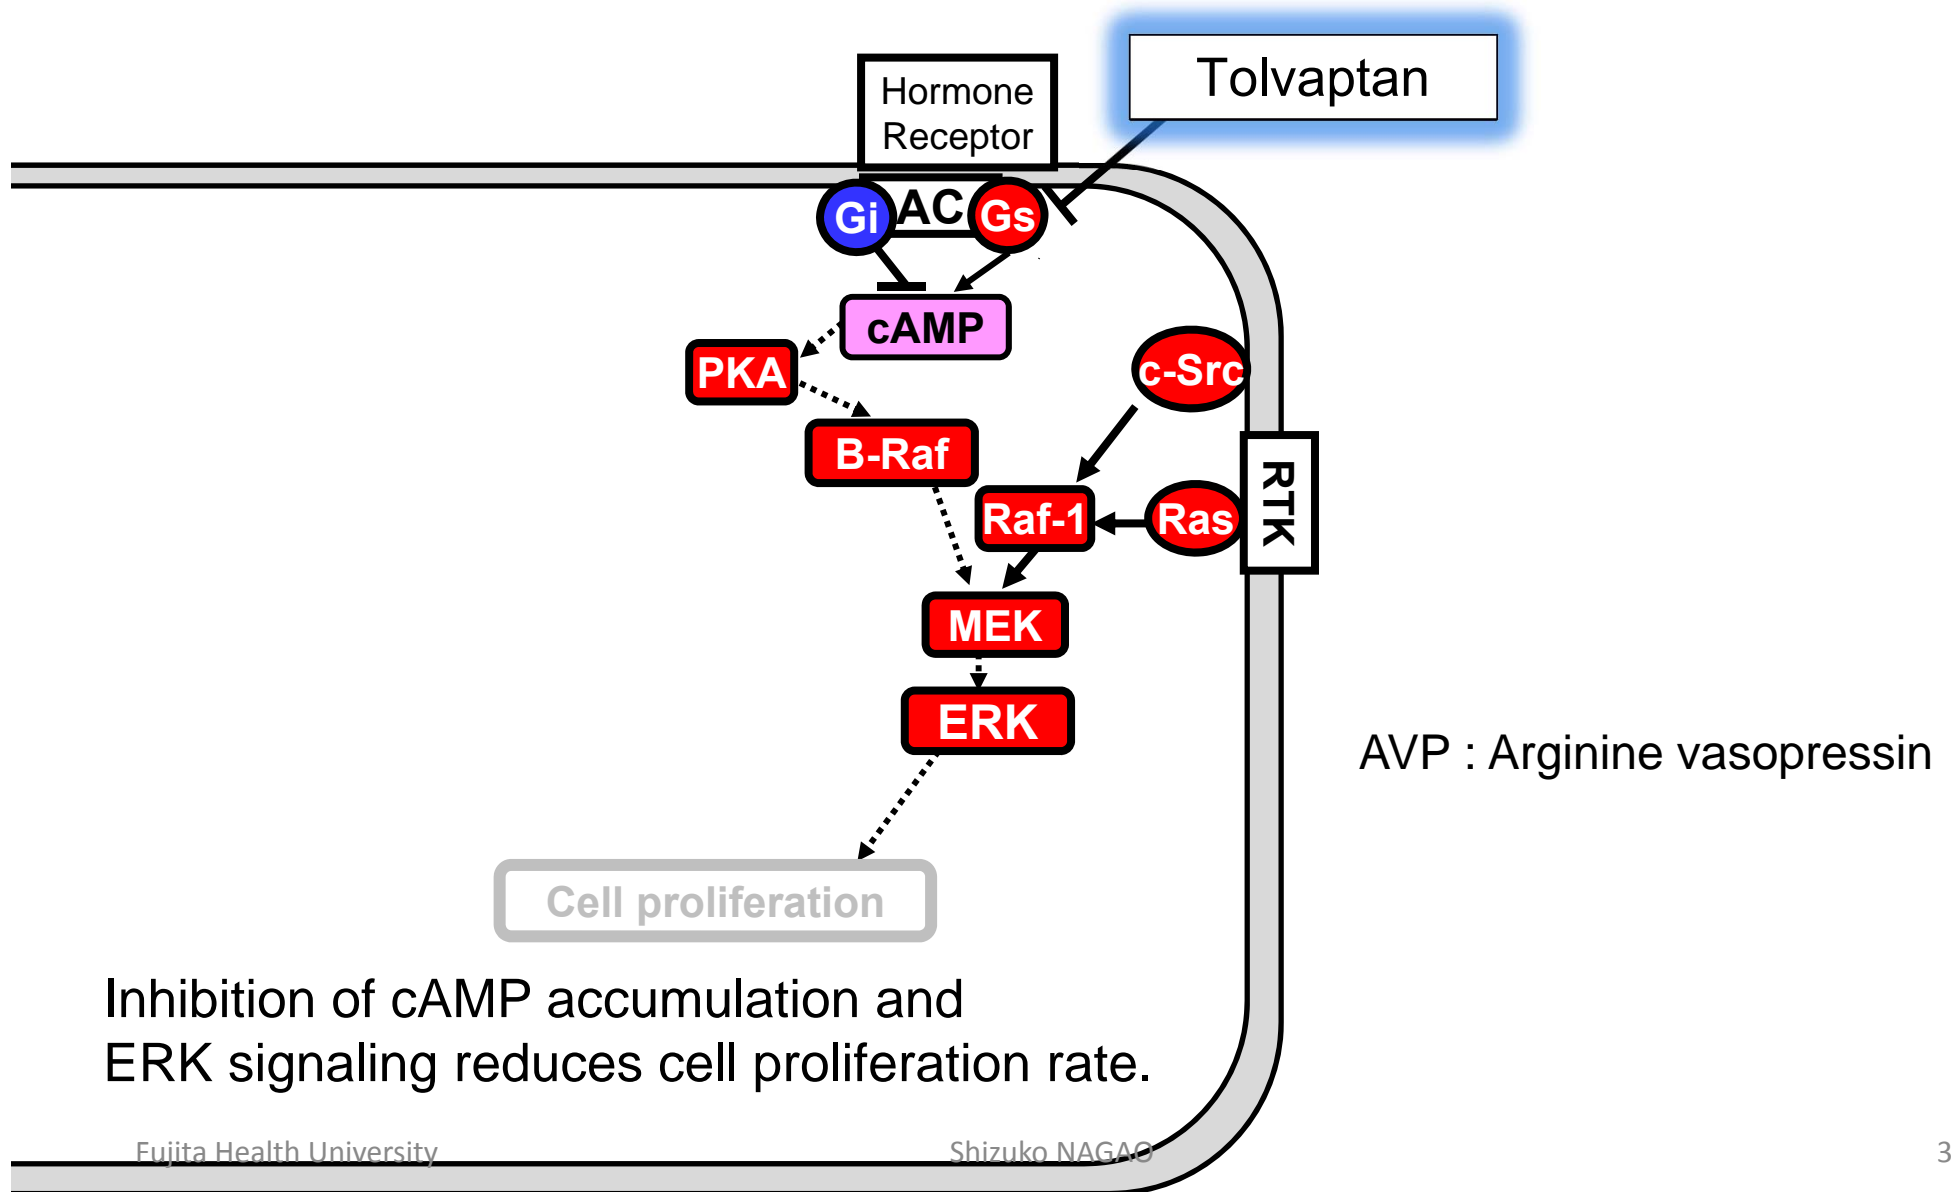 Tolvaptan
Hormone
Receptor
Gi
AC
Gs
cAMP
PKA
c-Src
B-Raf
RTK
Raf-1
Ras
MEK
ERK
AVP : Arginine vasopressin
Cell proliferation
Inhibition of cAMP accumulation and
ERK signaling reduces cell proliferation rate.
Fujita Health University
Shizuko NAGAO
3